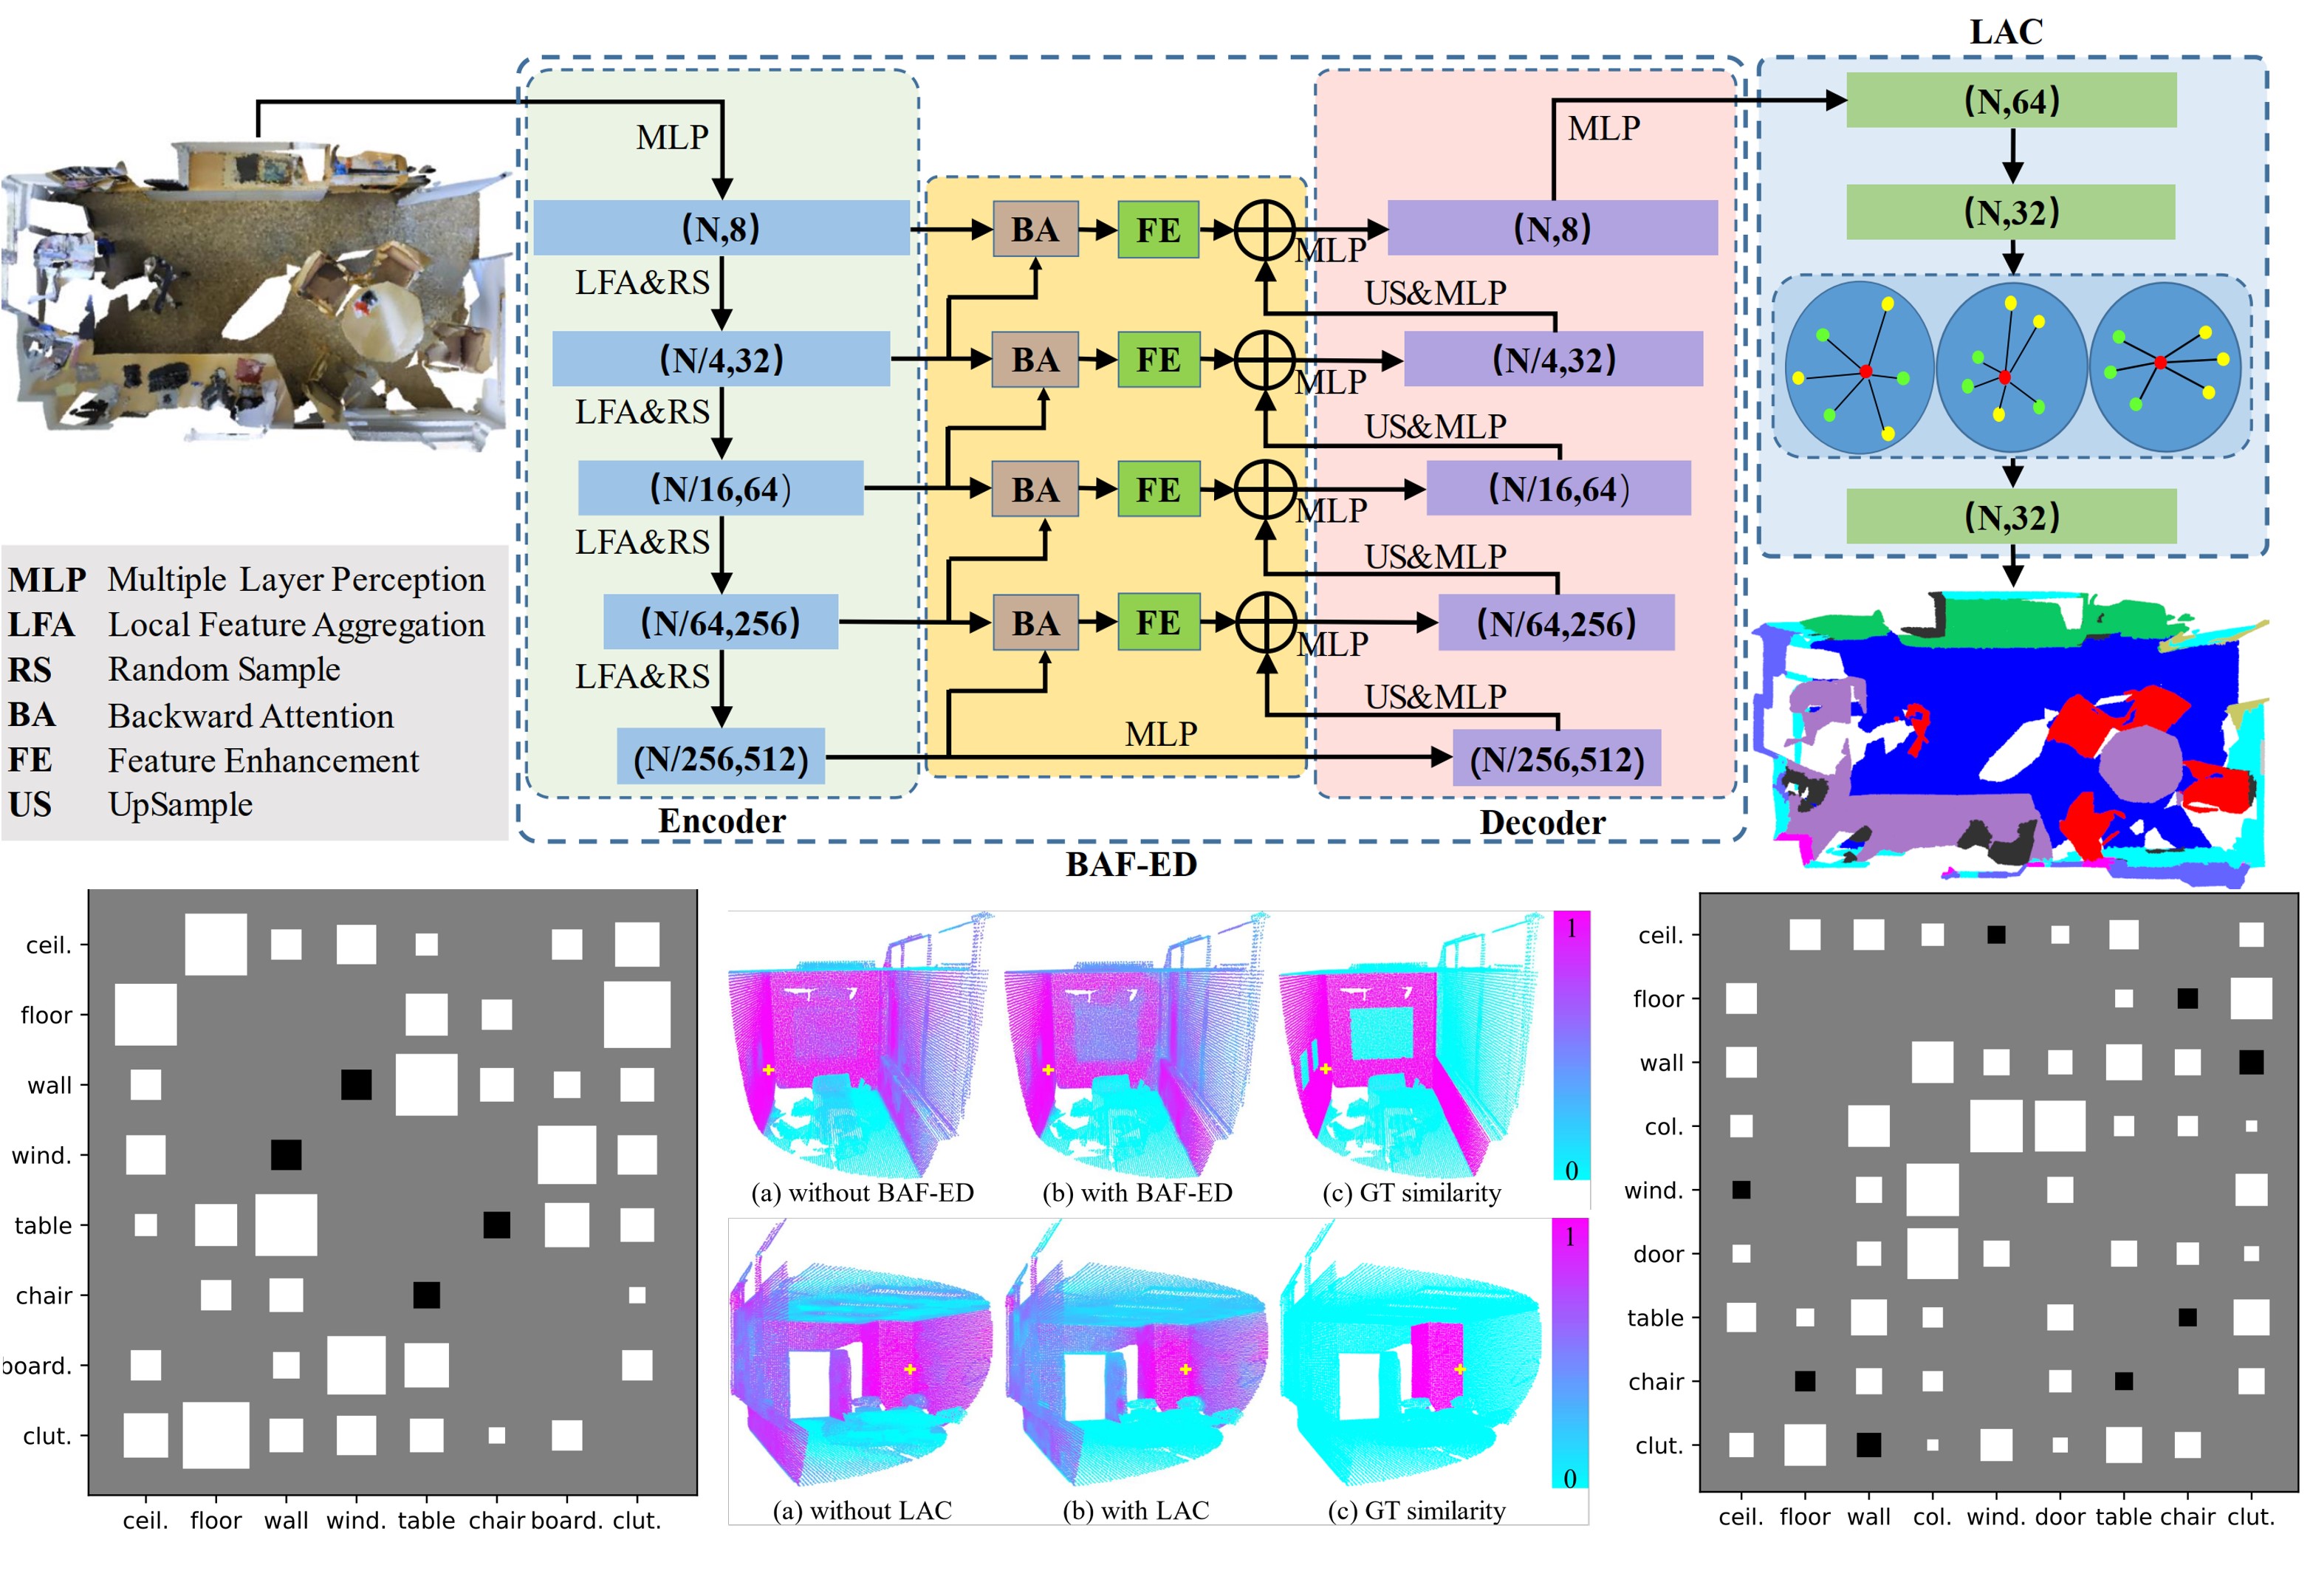 LAC
MLP
MLP
(N,64)
(N,8)
BA
FE
MLP
(N,8)
(N,32)
LFA&RS
US&MLP
(N/4,32)
BA
FE
MLP
(N/4,32)
LFA&RS
US&MLP
(N/16,64)
BA
FE
MLP
(N/16,64)
(N,32)
LFA&RS
US&MLP
(N/64,256)
BA
FE
MLP
(N/64,256)
LFA&RS
US&MLP
(N/256,512)
MLP
(N/256,512)
Encoder
Decoder
BAF-ED
MLP Multiple Layer Perception
LFA Local Feature Aggregation
RS Random Sample
BA Backward Attention
FE Feature Enhancement
US UpSample
ceil.
floor
wall
wind.
table
chair
board.
clut.
ceil. floor wall wind. table chair board. clut.
1
0
(a) without BAF-ED (b) with BAF-ED (c) GT similarity
1
0
(a) without LAC (b) with LAC (c) GT similarity
ceil.
floor
wall
col.
wind.
door
table
chair
clut.
ceil. floor wall col. wind. door table chair clut.